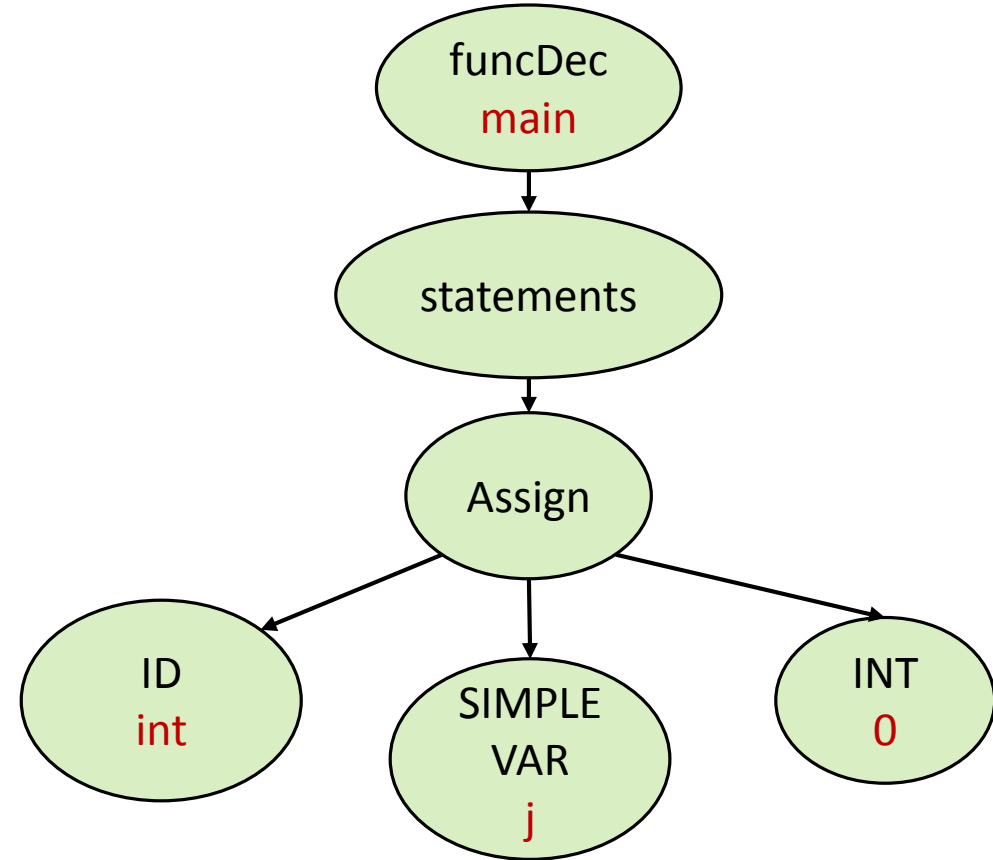 funcDec
main
statements
Assign
ID
int
SIMPLE
VAR
j
INT
0